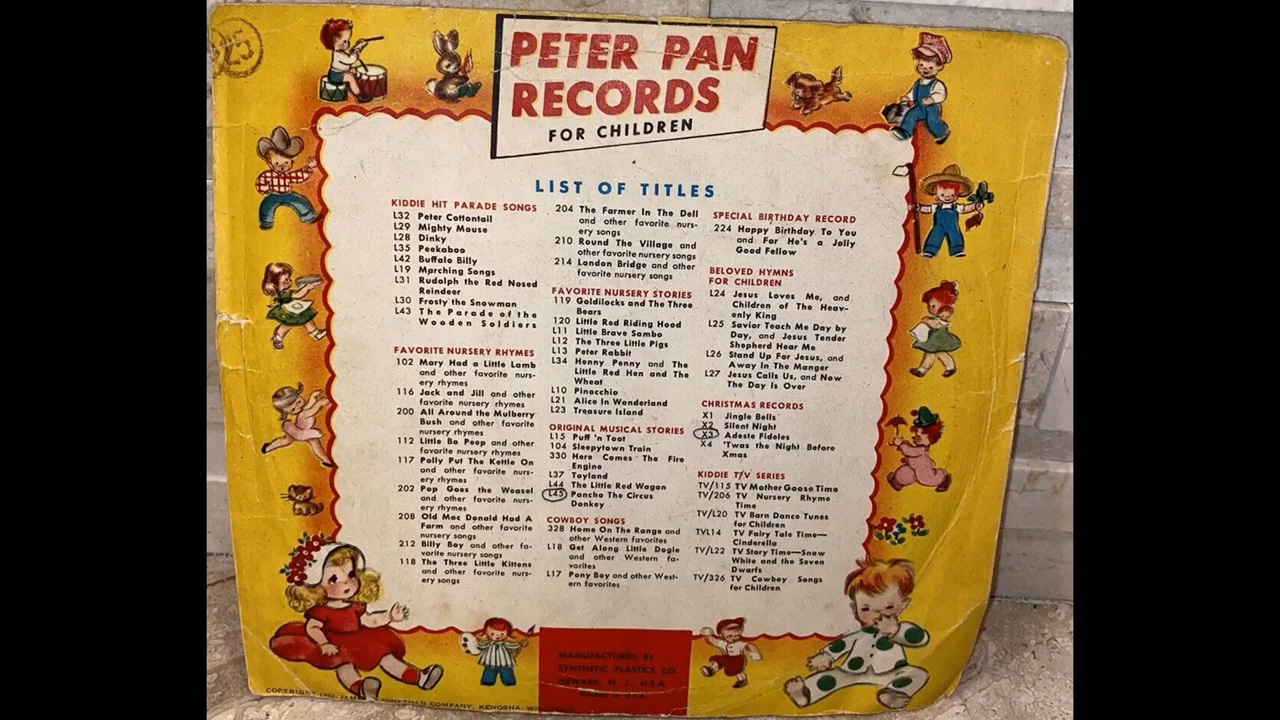 25
PETER PAN
RECORDS
FOR CHILDREN
LIST OF TITLES
KIDDIE HIT PARADE SONGS
L32 Peter Cottontail
L29 Mighty Mouse
L28 Dinky
L35 Peekaboo
L42 Buffalo Billy
L19 Marching Songs
L31 Rudolph the Red Nosed
Reindeer
L30 Frosty the Snowman
L43 The Parade of the
Wooden Soldiers
FAVORITE NURSERY RHYMES
102 Mary Had a Little Lamb
and other favorite nurs-
ery rhymes
116 Jack and Jill and other
favorite nursery rhymes
200 All Around the Mulberry
Bush and other favorite
nursery rhymes
112 Little Bo Peep and other
favorite nursery rhymes
117 Polly Put The Kettle On
and other favorite nurs-
ery rhymes
202 Pop Goes the Weasel
and other favorite nurs-
ery rhymes
208 Old Mac Donald Had A
Farm and other favorite
nursery songs
212 Billy Boy and other fa-
vorite nursery songs
118 The Three Little Kittens
and other favorite nurs-
ery songs
204 The Farmer In The Dell
and other favorite nurs-
ery songs
210 Round The Village and
other favorite nursery songs
214 London Bridge and other
favorite nursery songs
FAVORITE NURSERY STORIES
119 Goldilocks and The Three
Bears
120 Little Red Riding Hood
L11 Little Brave Sambo
L12 The Three Little Pigs
L13 Peter Rabbit
L34 Henny Penny and The
Little Red Hen and The
Wheat
L10 Pinocchio
L21 Alice In Wonderland
L23 Treasure Island
ORIGINAL MUSICAL STORIES
L15 Puff 'n Toot
104 Sleepytown Train
330 Here Comes The Fire
Engine
L37 Toyland
L44 The Little Red Wagon
L45 Pancho The Circus
Donkey
COWBOY SONGS
328 Home On The Range and
other Western favorites
L18 Get Along Little Dogie
and other Western fa-
vorites
L17 Pony Boy and other West-
ern favorites
SPECIAL BIRTHDAY RECORD
224 Happy Birthday To You
and For He's a Jolly
Good Fellow
BELOVED HYMNS
FOR CHILDREN
L24 Jesus Loves Me, and
Children of The Heav-
enly King
L25 Savior Teach Me Day by
Day, and Jesus Tender
Shepherd Hear Me
L26 Stand Up For Jesus, and
Away In The Manger
L27 Jesus Calls Us, and Now
The Day Is Over
CHRISTMAS RECORDS
X1 Jingle Bells
X2 Silent Night
X3 Adeste Fideles
X4 'Twas the Night Before
Xmas
KIDDIE T/V SERIES
TV/115 TV Mother Goose Time
TV/206 TV Nursery Rhyme
Time
TV/L20 TV Barn Dance Tunes
for Children
TVL14 TV Fairy Tale Time—
Cinderella
TV/L22 TV Story Time—Snow
White and the Seven
Dwarfs
TV/326 TV Cowboy Songs
for Children
MANUFACTURED BY
SYNTHETIC PLASTICS CO.
NEWARK, N. J., U.S.A.
COPYRIGHT 1952, COMPANY, KENOSHA,